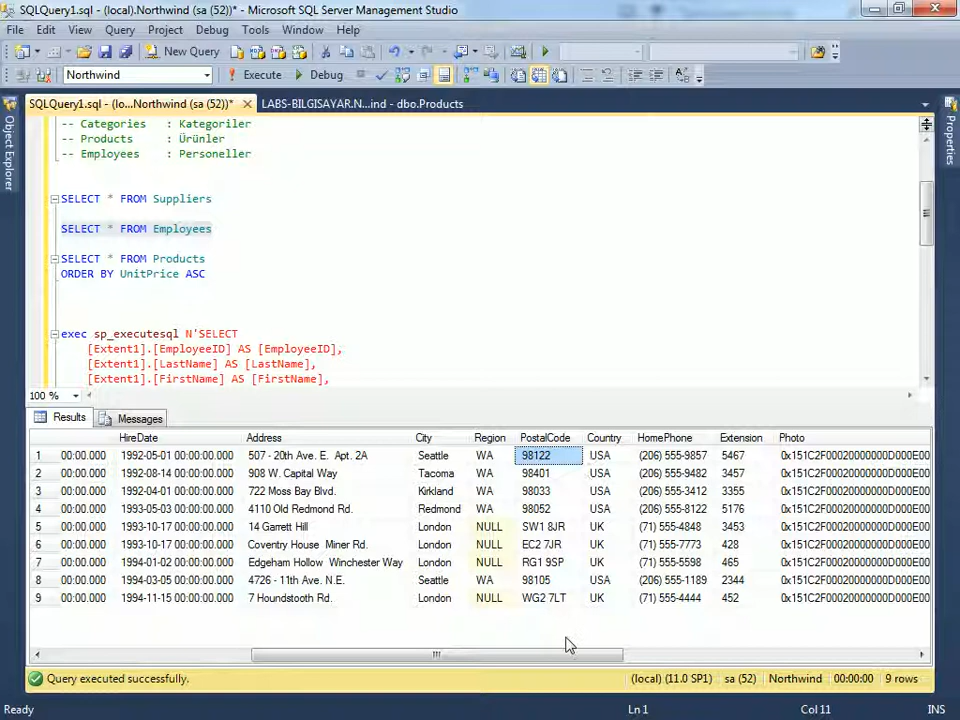 SQLQuery1.sql - (local).Northwind (sa (52))* - Microsoft SQL Server Management Studio
File Edit View Query Project Debug Tools Window Help
New Query
Northwind Execute Debug
SQLQuery1.sql - (lo...Northwind (sa (52))* LABS-BILGISAYAR.N...ind - dbo.Products
Object Explorer
Properties
-- Categories : Kategoriler
-- Products : Ürünler
-- Employees : Personeller
SELECT * FROM Suppliers
SELECT * FROM Employees
SELECT * FROM Products
ORDER BY UnitPrice ASC
exec sp_executesql N'SELECT
[Extent1].[EmployeeID] AS [EmployeeID],
[Extent1].[LastName] AS [LastName],
[Extent1].[FirstName] AS [FirstName],
100 %
Results Messages
HireDate Address City Region PostalCode Country HomePhone Extension Photo
1 00:00.000 1992-05-01 00:00:00.000 507 - 20th Ave. E. Apt. 2A Seattle WA 98122 USA (206) 555-9857 5467 0x151C2F00020000000D000E00
2 00:00.000 1992-08-14 00:00:00.000 908 W. Capital Way Tacoma WA 98401 USA (206) 555-9482 3457 0x151C2F00020000000D000E00
3 00:00.000 1992-04-01 00:00:00.000 722 Moss Bay Blvd. Kirkland WA 98033 USA (206) 555-3412 3355 0x151C2F00020000000D000E00
4 00:00.000 1993-05-03 00:00:00.000 4110 Old Redmond Rd. Redmond WA 98052 USA (206) 555-8122 5176 0x151C2F00020000000D000E00
5 00:00.000 1993-10-17 00:00:00.000 14 Garrett Hill London NULL SW1 8JR UK (71) 555-4848 3453 0x151C2F00020000000D000E00
6 00:00.000 1993-10-17 00:00:00.000 Coventry House Miner Rd. London NULL EC2 7JR UK (71) 555-7773 428 0x151C2F00020000000D000E00
7 00:00.000 1994-01-02 00:00:00.000 Edgeham Hollow Winchester Way London NULL RG1 9SP UK (71) 555-5598 465 0x151C2F00020000000D000E00
8 00:00.000 1994-03-05 00:00:00.000 4726 - 11th Ave. N.E. Seattle WA 98105 USA (206) 555-1189 2344 0x151C2F00020000000D000E00
9 00:00.000 1994-11-15 00:00:00.000 7 Houndstooth Rd. London NULL WG2 7LT UK (71) 555-4444 452 0x151C2F00020000000D000E00
Query executed successfully. (local) (11.0 SP1) sa (52) Northwind 00:00:00 9 rows
Ready Ln 1 Col 11 INS